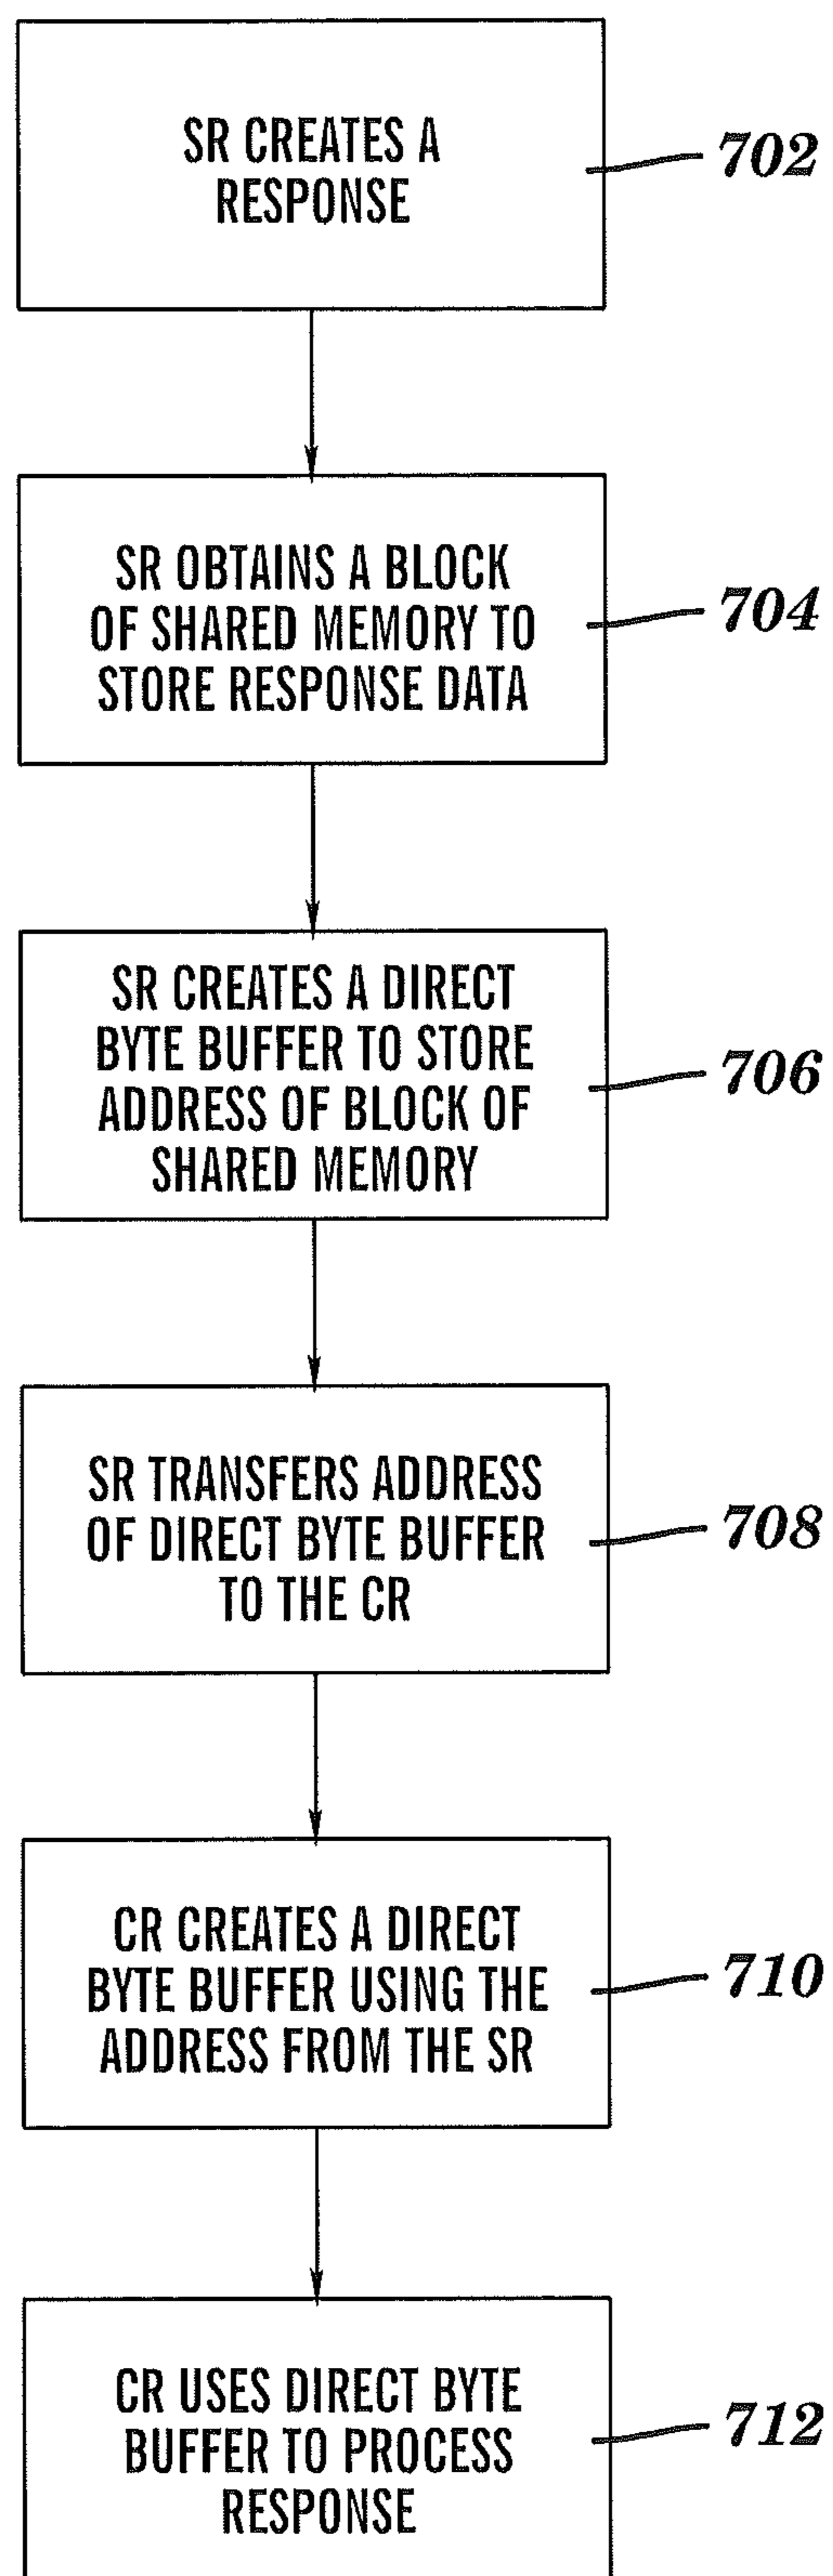 SR CREATES A
RESPONSE
702
SR OBTAINS A BLOCK
OF SHARED MEMORY TO
STORE RESPONSE DATA
704
SR CREATES A DIRECT
BYTE BUFFER TO STORE
ADDRESS OF BLOCK OF
SHARED MEMORY
706
SR TRANSFERS ADDRESS
OF DIRECT BYTE BUFFER
TO THE CR
708
CR CREATES A DIRECT
BYTE BUFFER USING THE
ADDRESS FROM THE SR
710
CR USES DIRECT BYTE
BUFFER TO PROCESS
RESPONSE
712